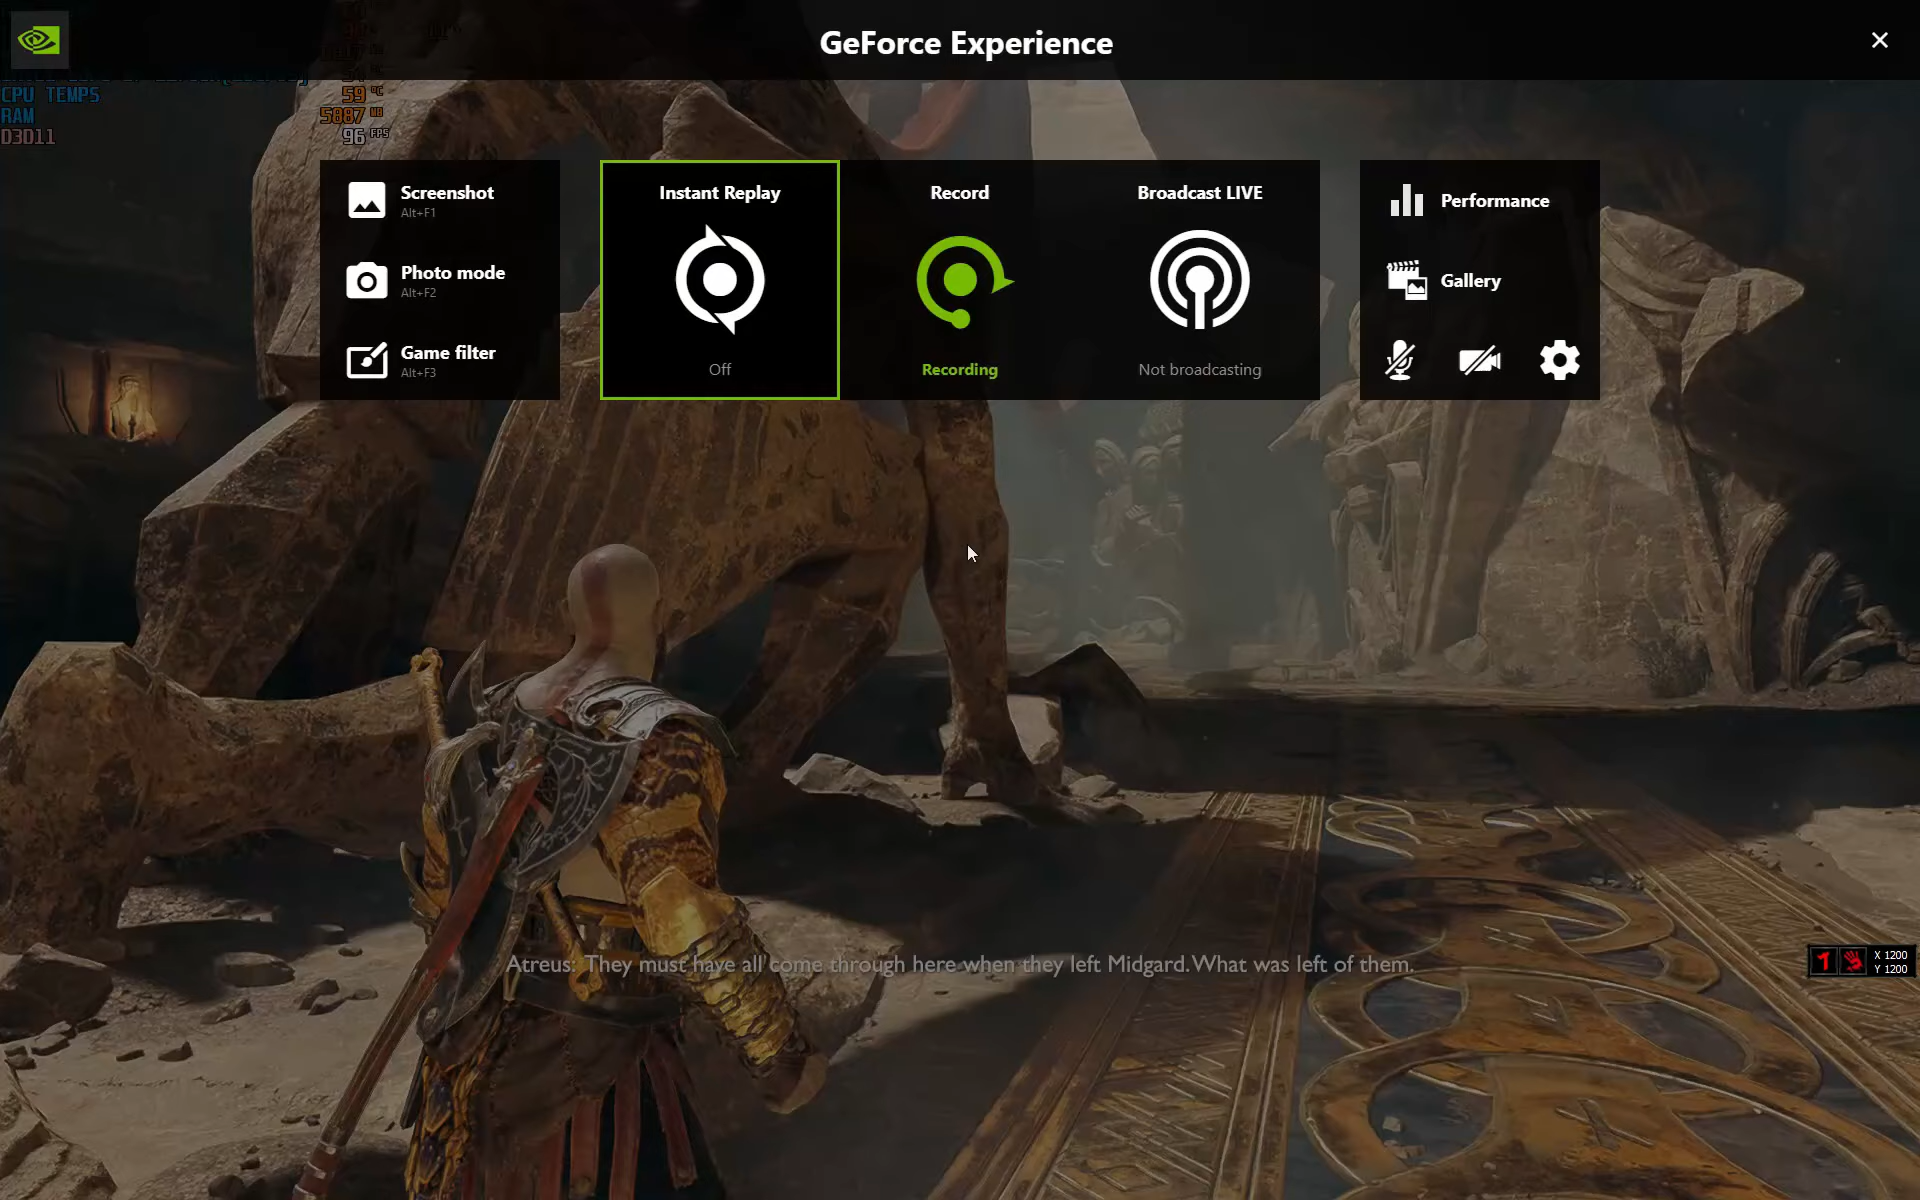 GeForce Experience
CPU TEMPS 59 °C
RAM 5887 MB
D3D11 96 FPS
Screenshot
Alt+F1
Photo mode
Alt+F2
Game filter
Alt+F3
Instant Replay
Off
Record
Recording
Broadcast LIVE
Not broadcasting
Performance
Gallery
Atreus: They must have all come through here when they left Midgard. What was left of them.
X 1200
Y 1200